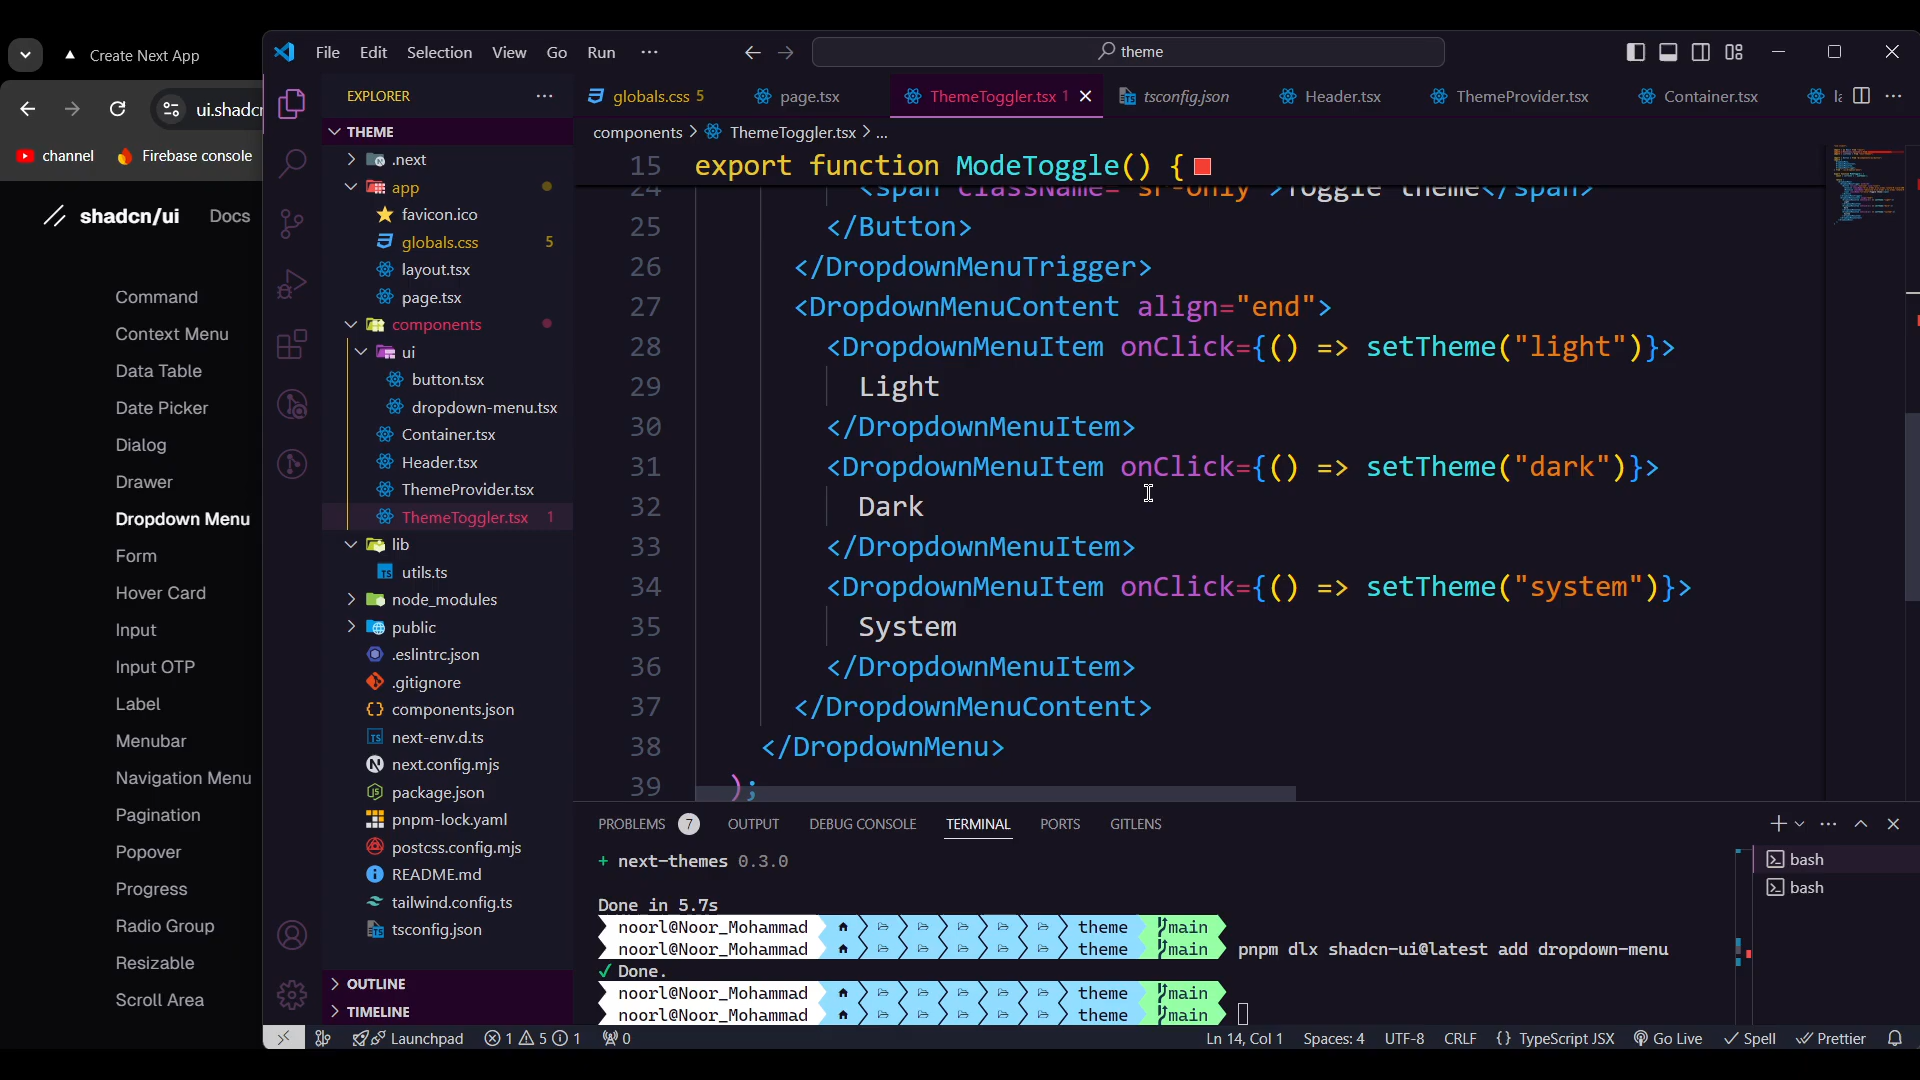 Create Next App
ui.shadcn
channel
Firebase console
shadcn/ui
Docs
Command
Context Menu
Data Table
Date Picker
Dialog
Drawer
Dropdown Menu
Form
Hover Card
Input
Input OTP
Label
Menubar
Navigation Menu
Pagination
Popover
Progress
Radio Group
Resizable
Scroll Area
File Edit Selection View Go Run ···
theme
EXPLORER
THEME
.next
app
favicon.ico
globals.css 5
layout.tsx
page.tsx
components
ui
button.tsx
dropdown-menu.tsx
Container.tsx
Header.tsx
ThemeProvider.tsx
ThemeToggler.tsx 1
lib
utils.ts
node_modules
public
.eslintrc.json
.gitignore
components.json
next-env.d.ts
next.config.mjs
package.json
pnpm-lock.yaml
postcss.config.mjs
README.md
tailwind.config.ts
tsconfig.json
OUTLINE
TIMELINE
globals.css 5 page.tsx ThemeToggler.tsx 1 tsconfig.json Header.tsx ThemeProvider.tsx Container.tsx
components > ThemeToggler.tsx > ...
15 export function ModeToggle() {
24 <span className="sr-only">Toggle theme</span>
25 </Button>
26 </DropdownMenuTrigger>
27 <DropdownMenuContent align="end">
28 <DropdownMenuItem onClick={() => setTheme("light")}>
29 Light
30 </DropdownMenuItem>
31 <DropdownMenuItem onClick={() => setTheme("dark")}>
32 Dark
33 </DropdownMenuItem>
34 <DropdownMenuItem onClick={() => setTheme("system")}>
35 System
36 </DropdownMenuItem>
37 </DropdownMenuContent>
38 </DropdownMenu>
39 );
PROBLEMS 7 OUTPUT DEBUG CONSOLE TERMINAL PORTS GITLENS
+ next-themes 0.3.0
Done in 5.7s
noorl@Noor_Mohammad theme main
noorl@Noor_Mohammad theme main pnpm dlx shadcn-ui@latest add dropdown-menu
✓ Done.
noorl@Noor_Mohammad theme main
noorl@Noor_Mohammad theme main
bash
bash
Launchpad 1 5 1 0 Ln 14, Col 1 Spaces: 4 UTF-8 CRLF {} TypeScript JSX Go Live Spell Prettier